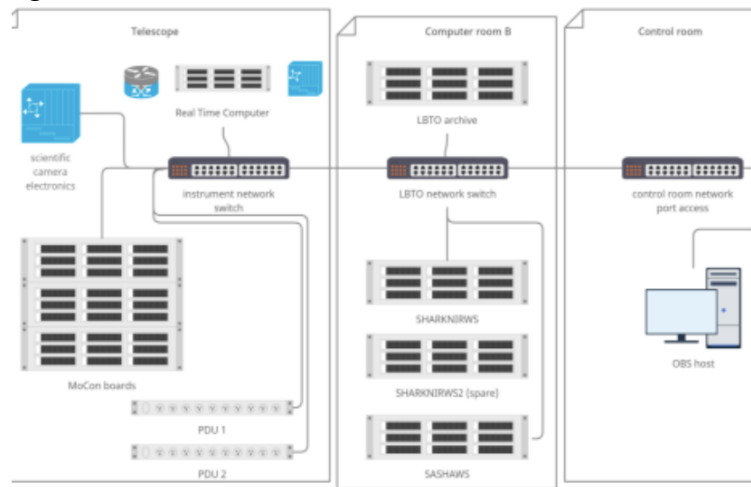 Telescope
Computer room B
Control room
Real Time Computer
LBTO archive
scientific
camera
electronics
instrument network
switch
LBTO network switch
control room network
port access
SHARKNIRWS
OBS host
MoCon boards
SHARKNIRWS2 (spare)
PDU 1
PDU 2
SASHAWS